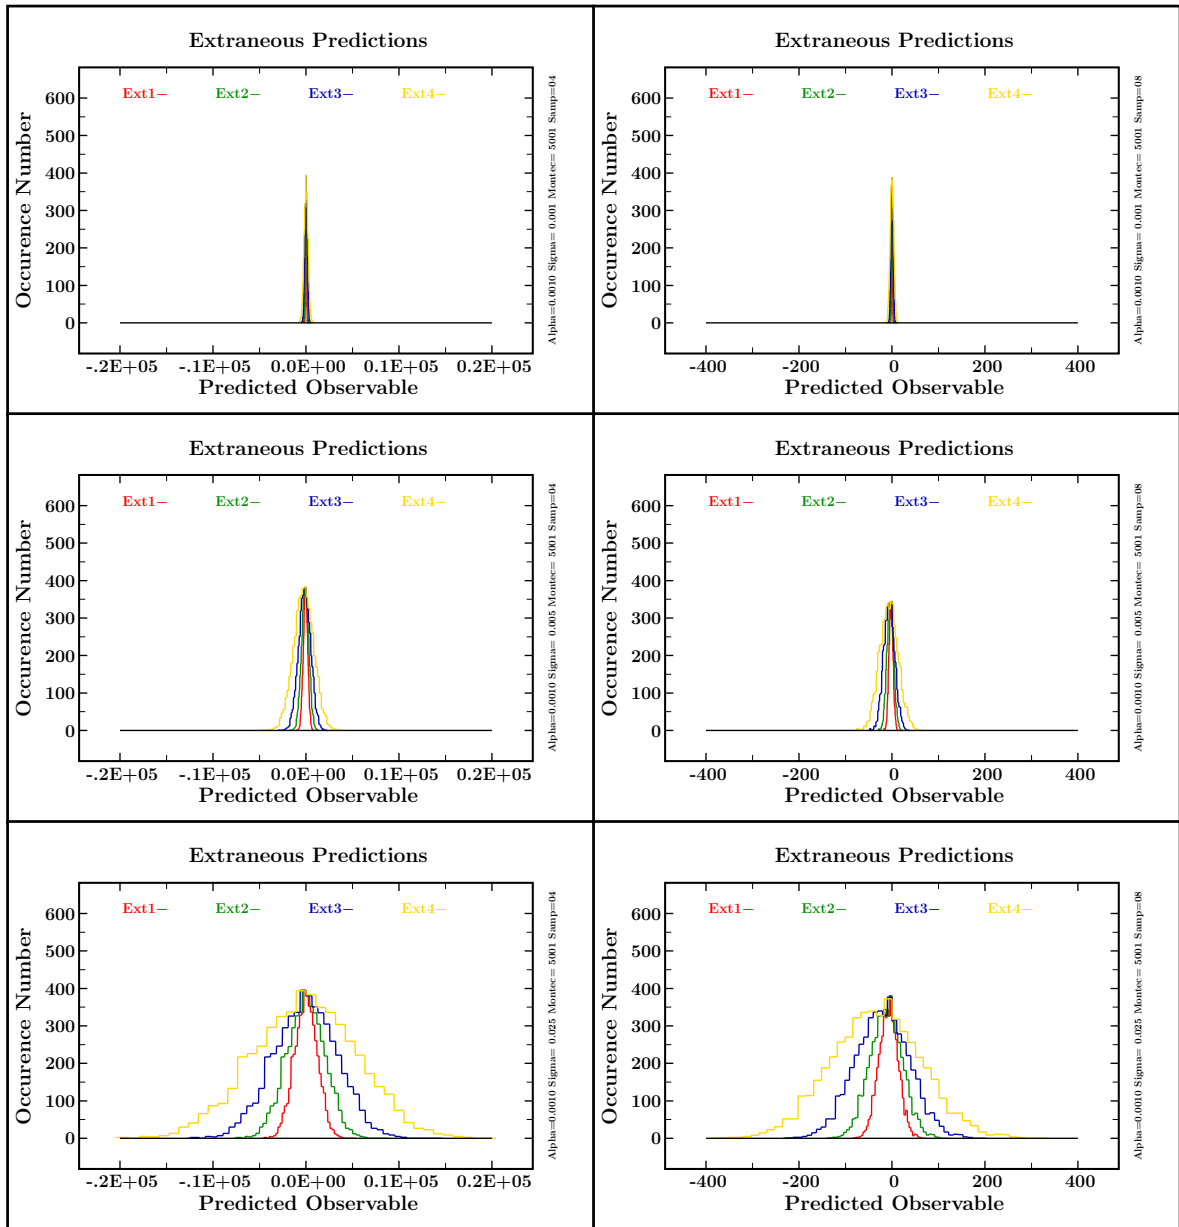 Extraneous Predictions
Ext1– Ext2– Ext3– Ext4–
600
500
400
300
200
100
0
Occurence Number
-.2E+05 -.1E+05 0.0E+00 0.1E+05 0.2E+05
Predicted Observable
Alpha=0.0010 Sigma= 0.001 Montec= 5001 Samp=04
Extraneous Predictions
Ext1– Ext2– Ext3– Ext4–
600
500
400
300
200
100
0
Occurence Number
-400 -200 0 200 400
Predicted Observable
Alpha=0.0010 Sigma= 0.001 Montec= 5001 Samp=08
Extraneous Predictions
Ext1– Ext2– Ext3– Ext4–
600
500
400
300
200
100
0
Occurence Number
-.2E+05 -.1E+05 0.0E+00 0.1E+05 0.2E+05
Predicted Observable
Alpha=0.0010 Sigma= 0.005 Montec= 5001 Samp=04
Extraneous Predictions
Ext1– Ext2– Ext3– Ext4–
600
500
400
300
200
100
0
Occurence Number
-400 -200 0 200 400
Predicted Observable
Alpha=0.0010 Sigma= 0.005 Montec= 5001 Samp=08
Extraneous Predictions
Ext1– Ext2– Ext3– Ext4–
600
500
400
300
200
100
0
Occurence Number
-.2E+05 -.1E+05 0.0E+00 0.1E+05 0.2E+05
Predicted Observable
Alpha=0.0010 Sigma= 0.025 Montec= 5001 Samp=04
Extraneous Predictions
Ext1– Ext2– Ext3– Ext4–
600
500
400
300
200
100
0
Occurence Number
-400 -200 0 200 400
Predicted Observable
Alpha=0.0010 Sigma= 0.025 Montec= 5001 Samp=08